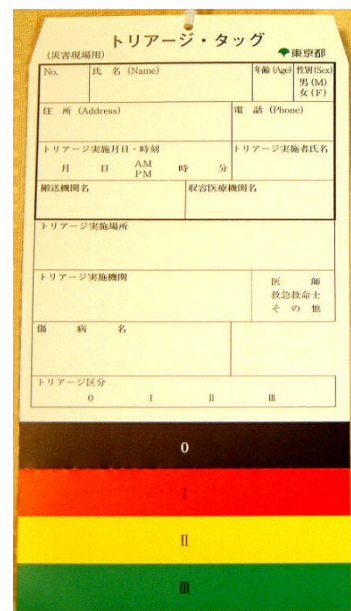 トリアージ・タッグ
(災害現場用) 東京都
No. 氏 名 (Name) 年齢 (Age) 性別 (Sex)
男 (M)
女 (F)
住 所 (Address) 電 話 (Phone)
トリアージ実施月日・時刻 トリアージ実施者氏名
月 日 AM 時 分
PM
搬送機関名 収容医療機関名
トリアージ実施場所
トリアージ実施機関 医 師
救急救命士
そ の 他
傷 病 名
トリアージ区分
0 I II III
0
I
II
III